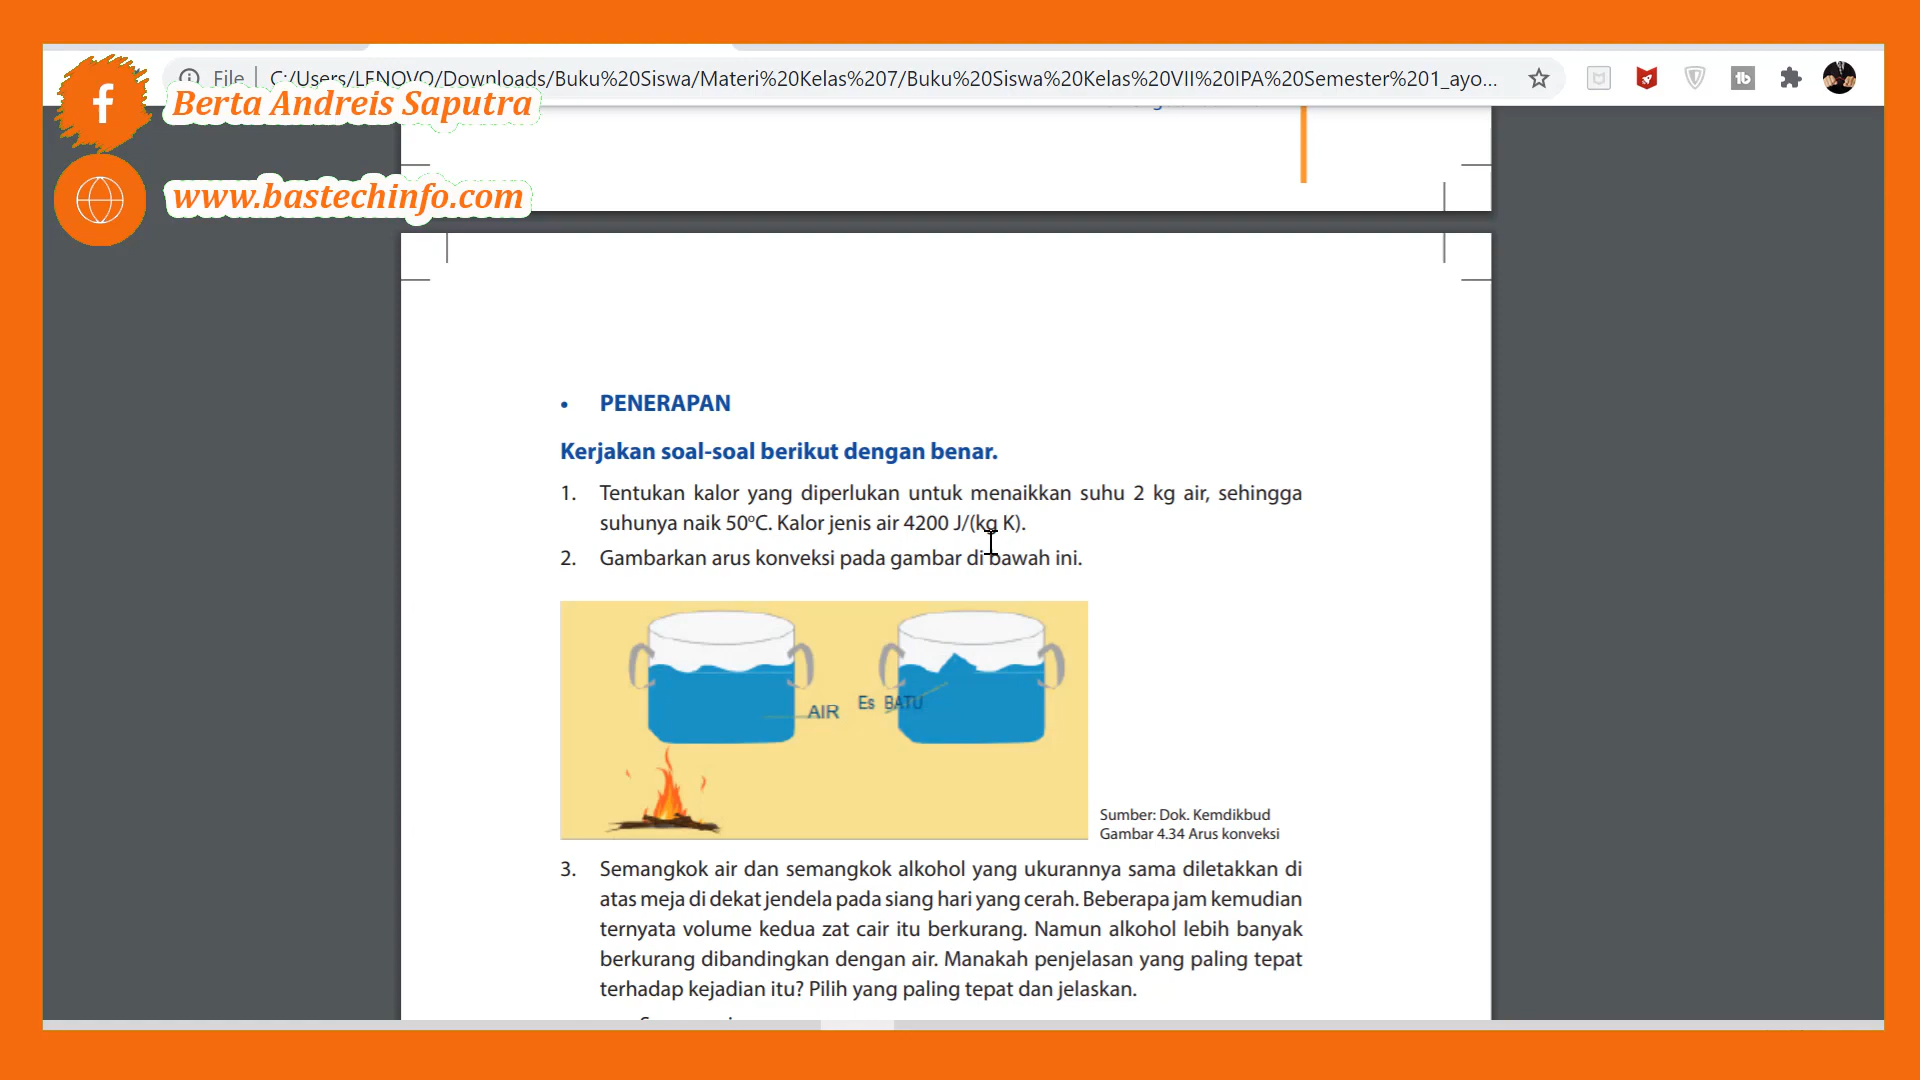 File
C:/Users/LENOVO/Downloads/Buku%20Siswa/Materi%20Kelas%207/Buku%20Siswa%20Kelas%20VII%20IPA%20Semester%201_ayo...
Berta Andreis Saputra
www.bastechinfo.com
• PENERAPAN
Kerjakan soal-soal berikut dengan benar.
1. Tentukan kalor yang diperlukan untuk menaikkan suhu 2 kg air, sehingga
suhunya naik 50°C. Kalor jenis air 4200 J/(kg K).
2. Gambarkan arus konveksi pada gambar di bawah ini.
AIR
Es BATU
Sumber: Dok. Kemdikbud
Gambar 4.34 Arus konveksi
3. Semangkok air dan semangkok alkohol yang ukurannya sama diletakkan di
atas meja di dekat jendela pada siang hari yang cerah. Beberapa jam kemudian
ternyata volume kedua zat cair itu berkurang. Namun alkohol lebih banyak
berkurang dibandingkan dengan air. Manakah penjelasan yang paling tepat
terhadap kejadian itu? Pilih yang paling tepat dan jelaskan.